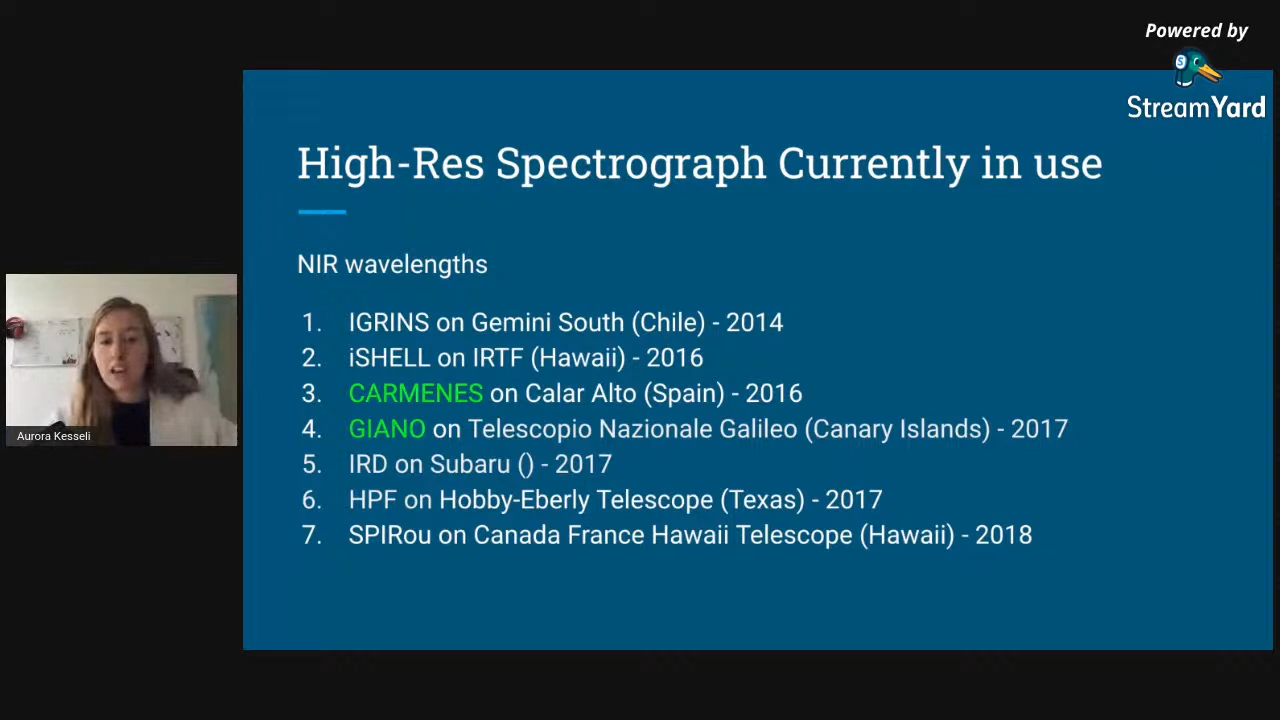 Powered by
StreamYard
High-Res Spectrograph Currently in use
NIR wavelengths
1. IGRINS on Gemini South (Chile) - 2014
2. iSHELL on IRTF (Hawaii) - 2016
3. CARMENES on Calar Alto (Spain) - 2016
4. GIANO on Telescopio Nazionale Galileo (Canary Islands) - 2017
5. IRD on Subaru () - 2017
6. HPF on Hobby-Eberly Telescope (Texas) - 2017
7. SPIRou on Canada France Hawaii Telescope (Hawaii) - 2018
Aurora Kesseli